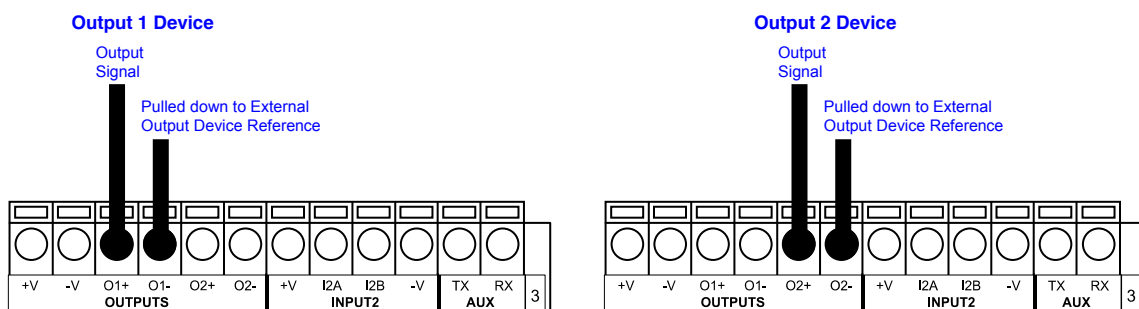 Output 1 Device
Output
Signal
Pulled down to External
Output Device Reference
+V -V O1+ O1- O2+ O2- +V I2A I2B -V TX RX
OUTPUTS INPUT2 AUX 3
Output 2 Device
Output
Signal
Pulled down to External
Output Device Reference
+V -V O1+ O1- O2+ O2- +V I2A I2B -V TX RX
OUTPUTS INPUT2 AUX 3